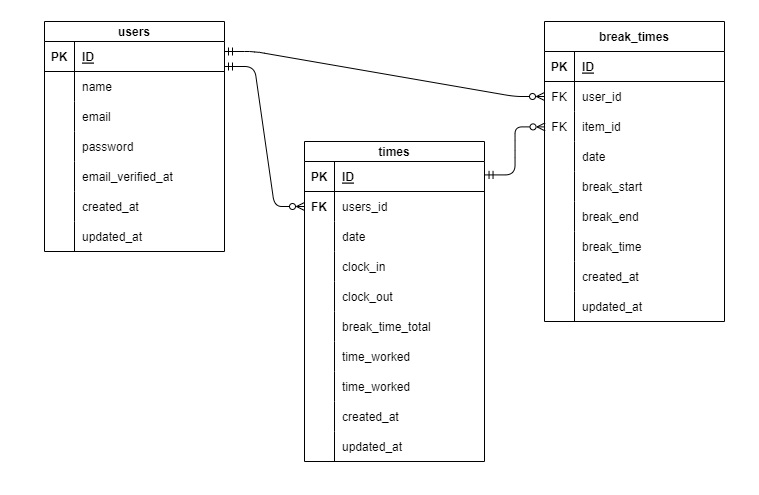 users
PK ID
name
email
password
email_verified_at
created_at
updated_at
times
PK ID
FK users_id
date
clock_in
clock_out
break_time_total
time_worked
time_worked
created_at
updated_at
break_times
PK ID
FK user_id
FK item_id
date
break_start
break_end
break_time
created_at
updated_at